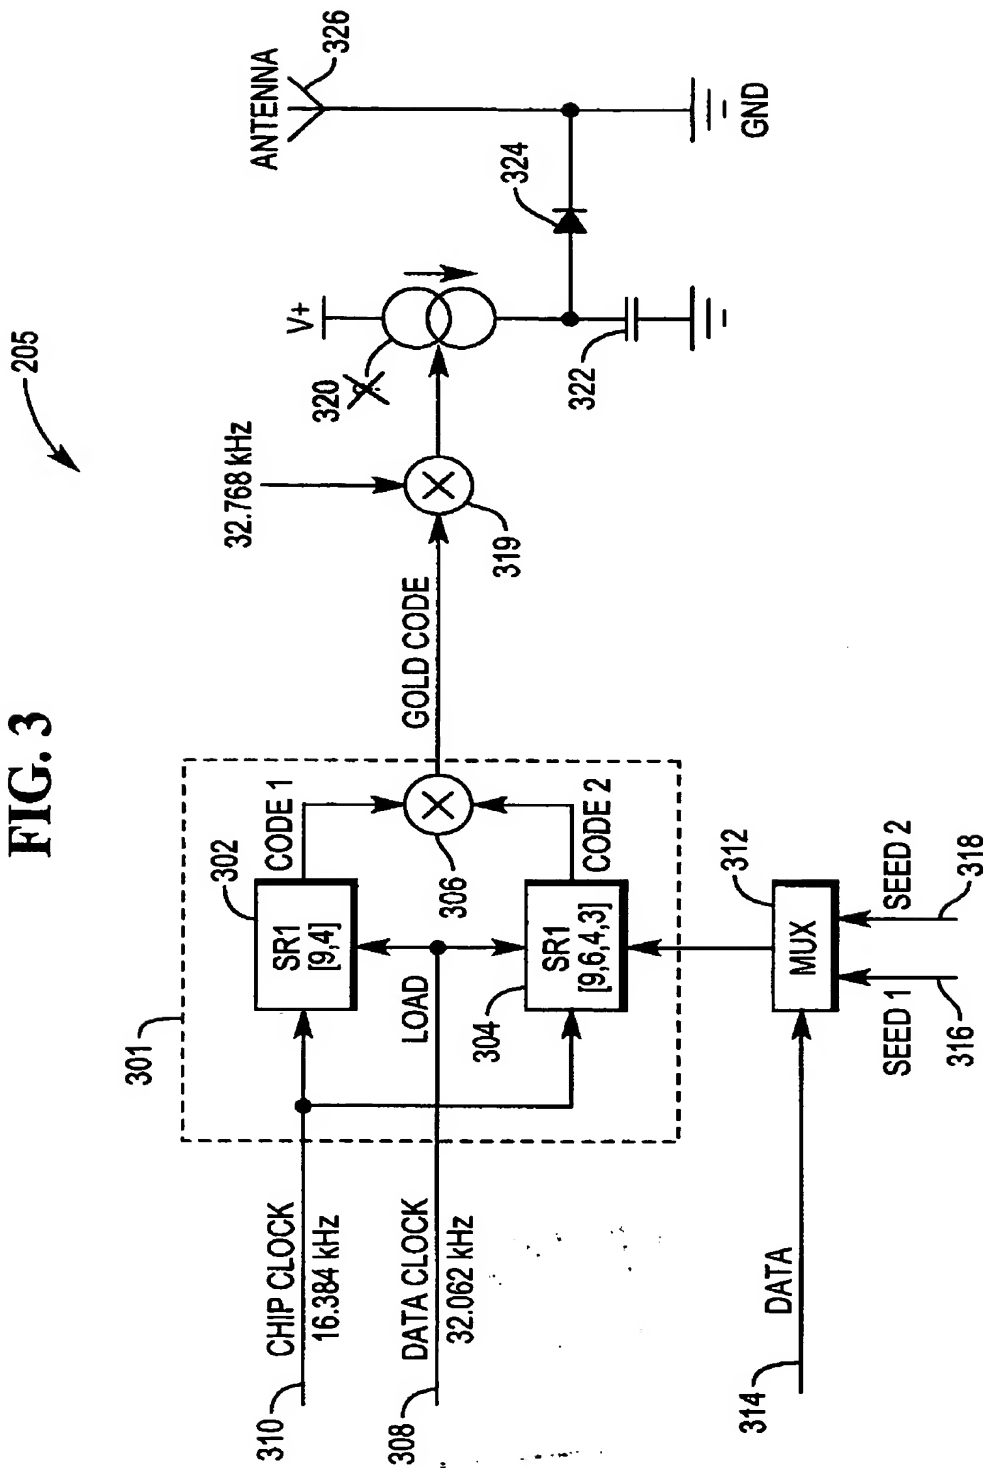 FIG. 3
205
301
310
CHIP CLOCK
16.384 kHz
308
DATA CLOCK
32.062 kHz
314
DATA
302
SR1
[9,4]
CODE 1
LOAD
304
SR1
[9,6,4,3]
CODE 2
306
312
MUX
SEED 1
316
SEED 2
318
GOLD CODE
32.768 kHz
319
320
V+
322
324
ANTENNA
326
GND